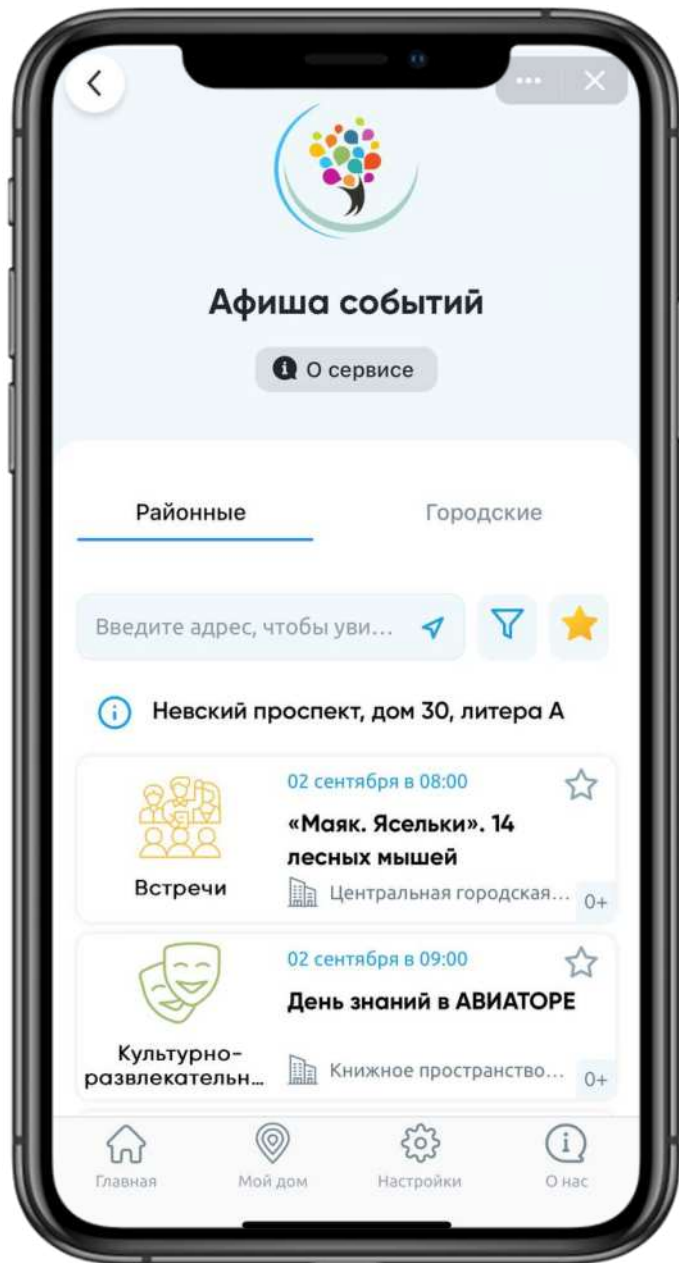 Афиша событий
О сервисе
Районные
Городские
Введите адрес, чтобы уви...
Невский проспект, дом 30, литера А
02 сентября в 08:00
«Маяк. Ясельки». 14
лесных мышей
Встречи
Центральная городская...
0+
02 сентября в 09:00
День знаний в АВИАТОРЕ
Культурно-
развлекательн...
Книжное пространство...
0+
Главная
Мой дом
Настройки
О нас